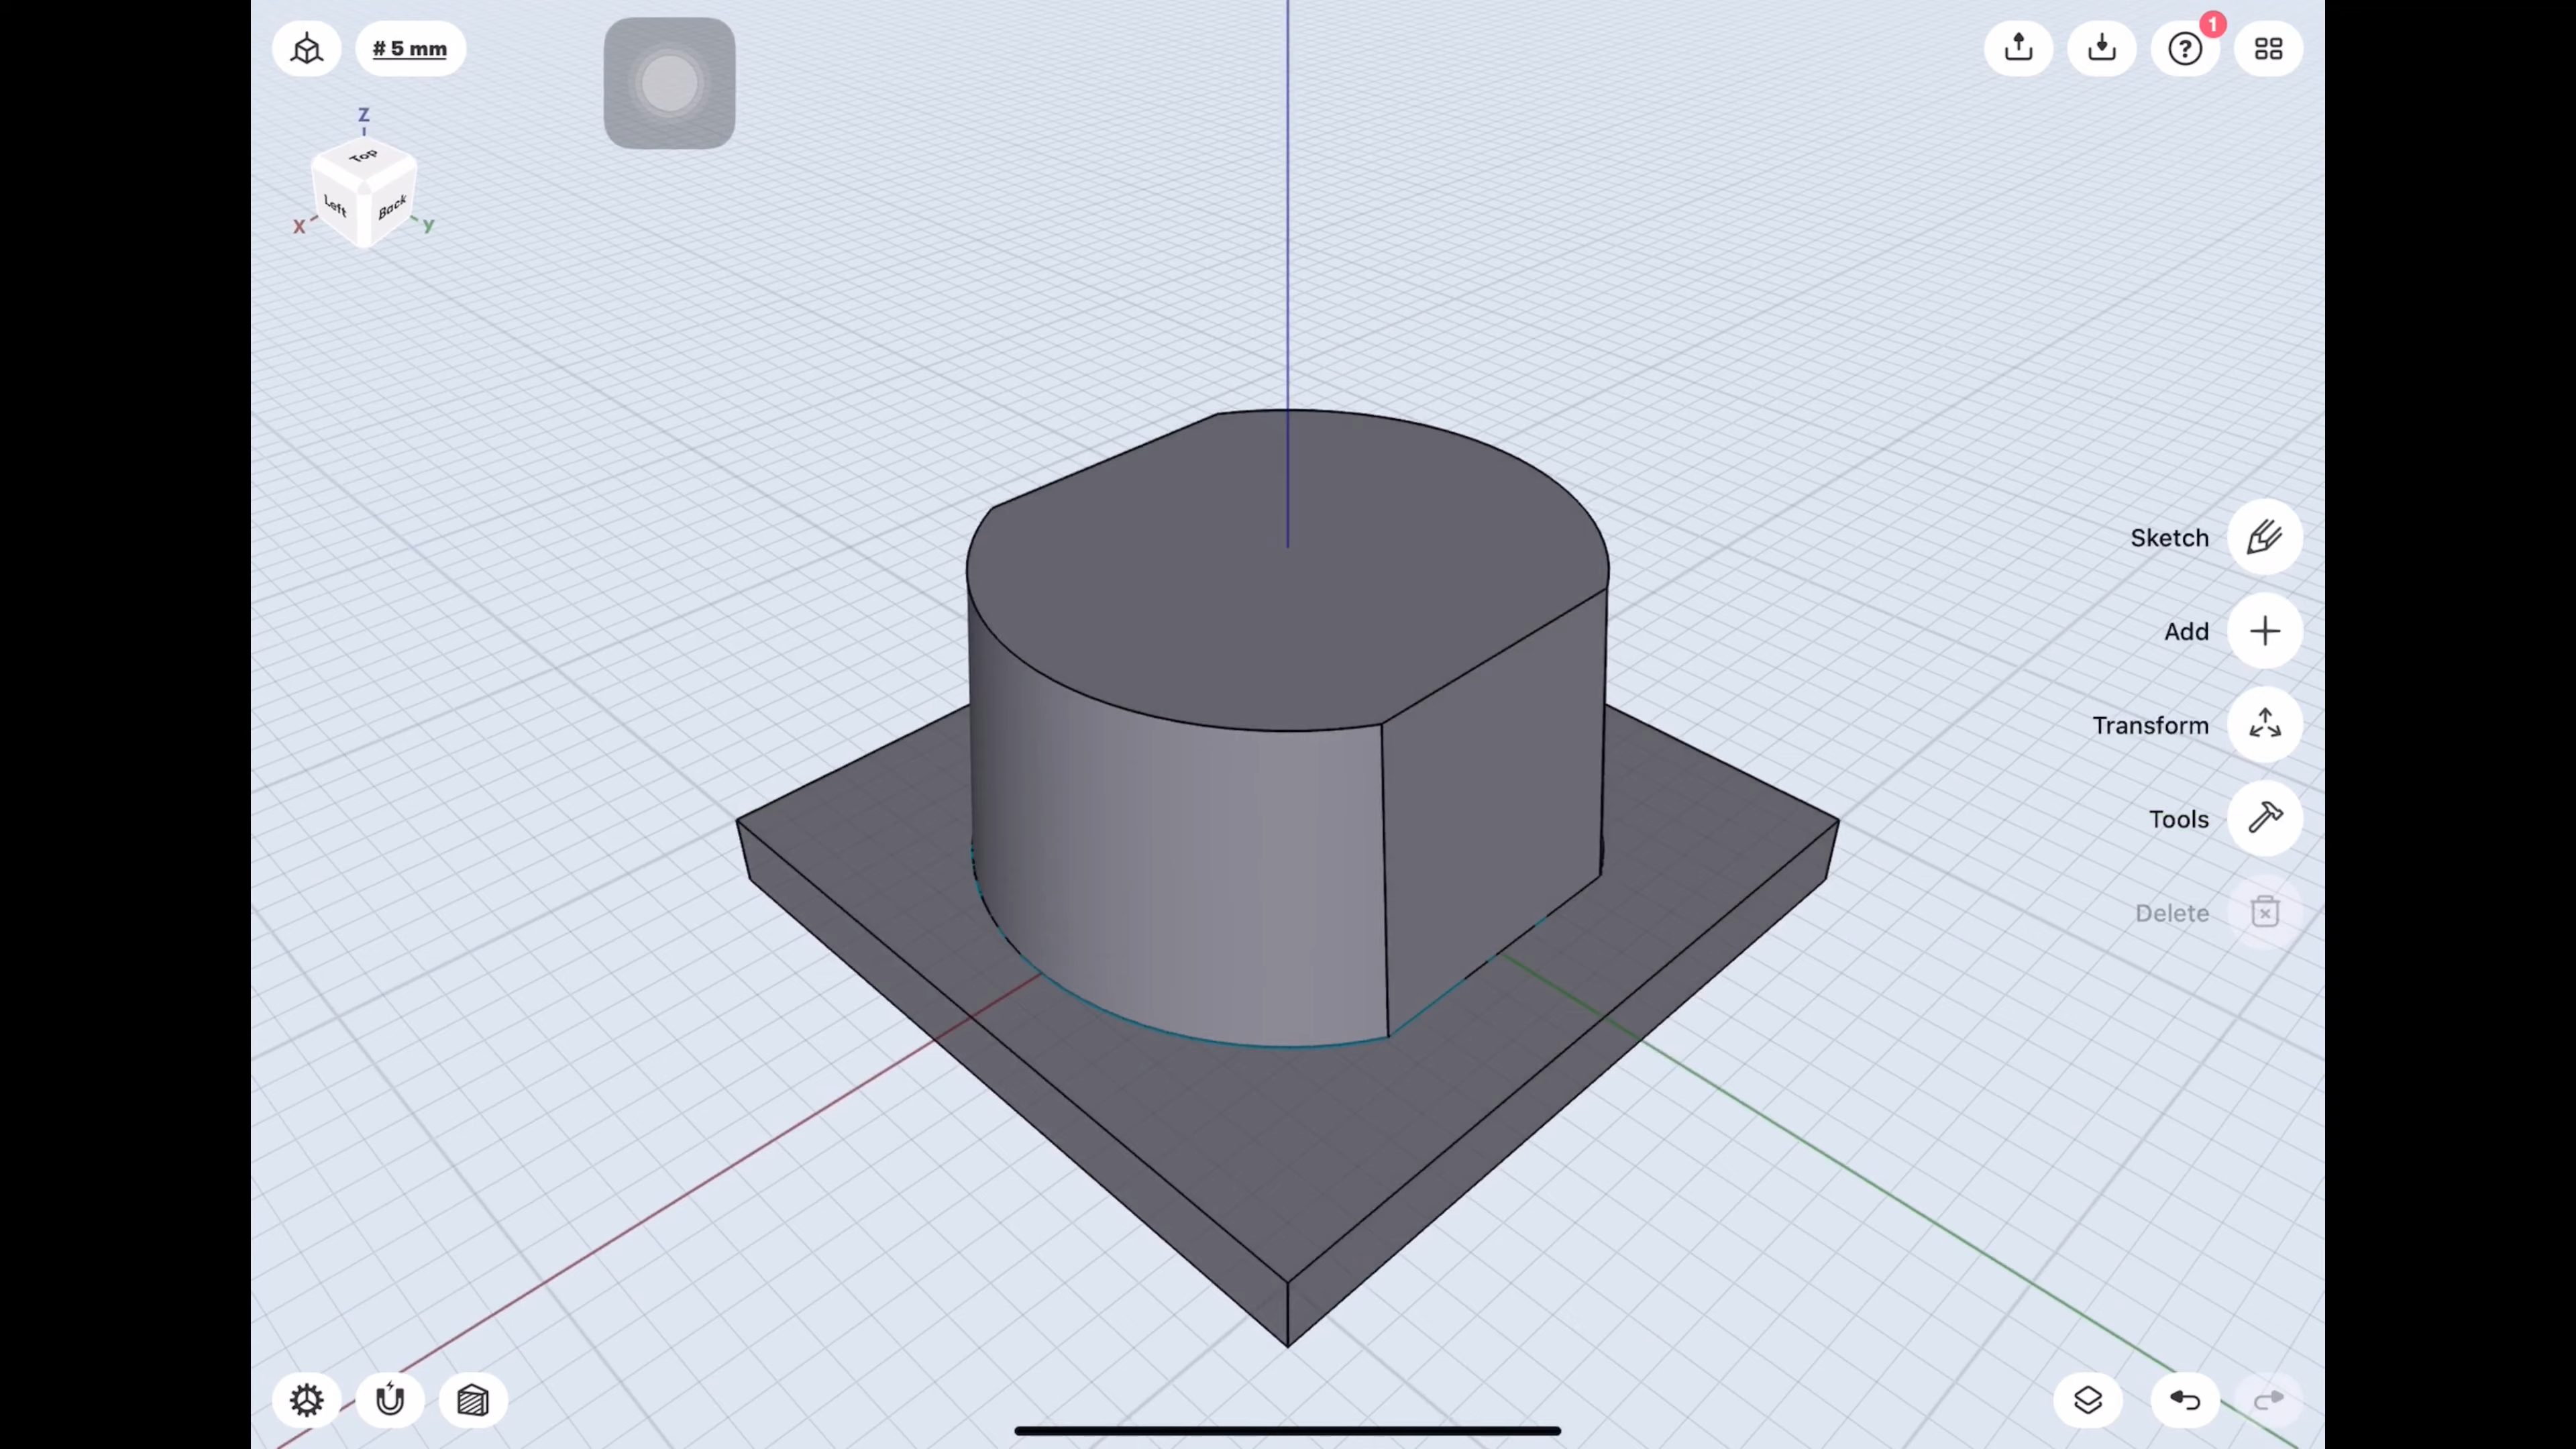 # 5 mm
1
Z
Top
Left
Back
X
y
Sketch
Add
Transform
Tools
Delete